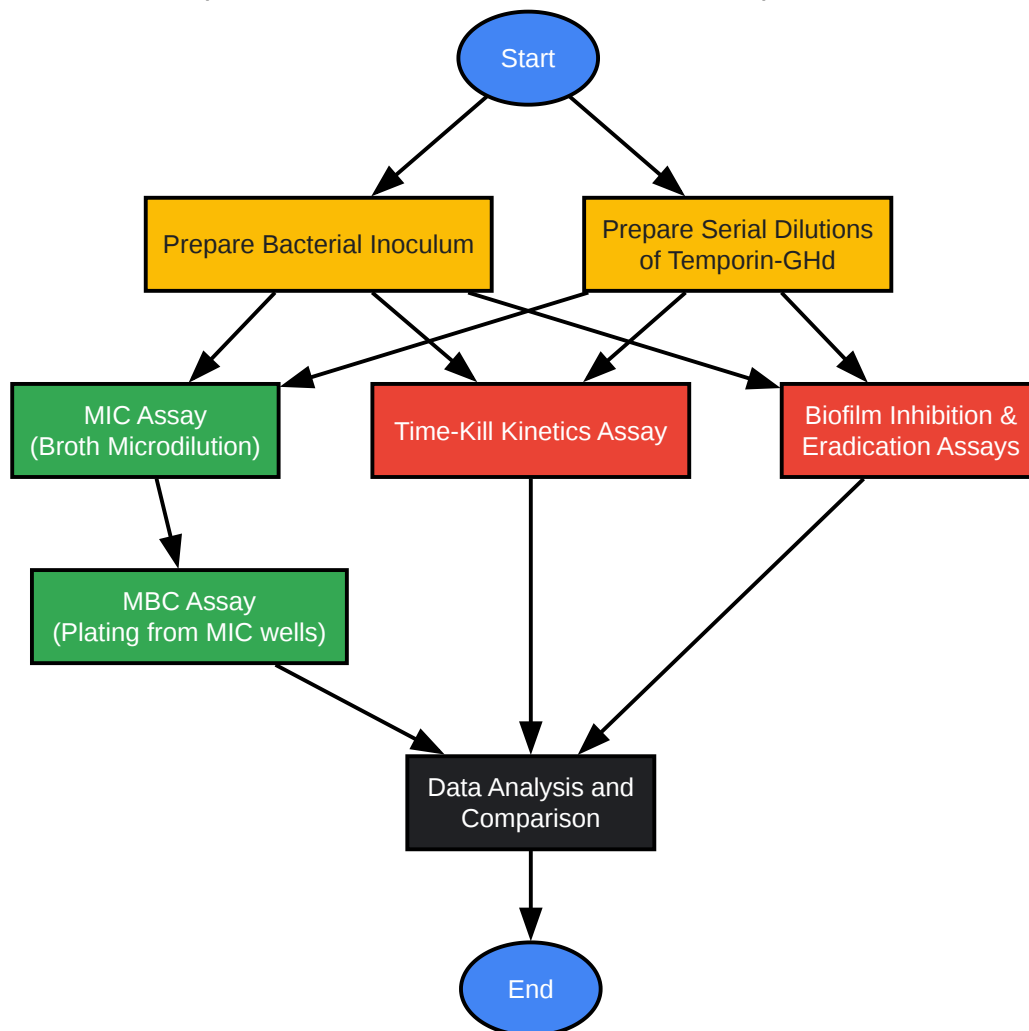 Start
Prepare Bacterial Inoculum
Prepare Serial Dilutions
of Temporin-GHd
MIC Assay
(Broth Microdilution)
Time-Kill Kinetics Assay
Biofilm Inhibition &
Eradication Assays
MBC Assay
(Plating from MIC wells)
Data Analysis and
Comparison
End